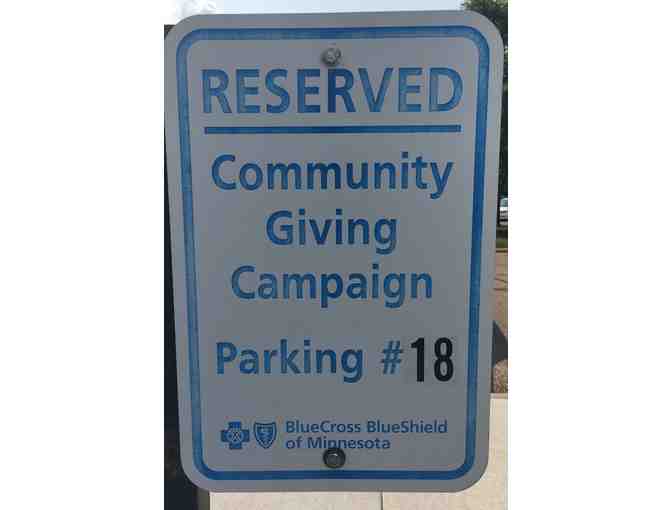 RESERVED
Community
Giving
Campaign
Parking #18
BlueCross BlueShield
of Minnesota